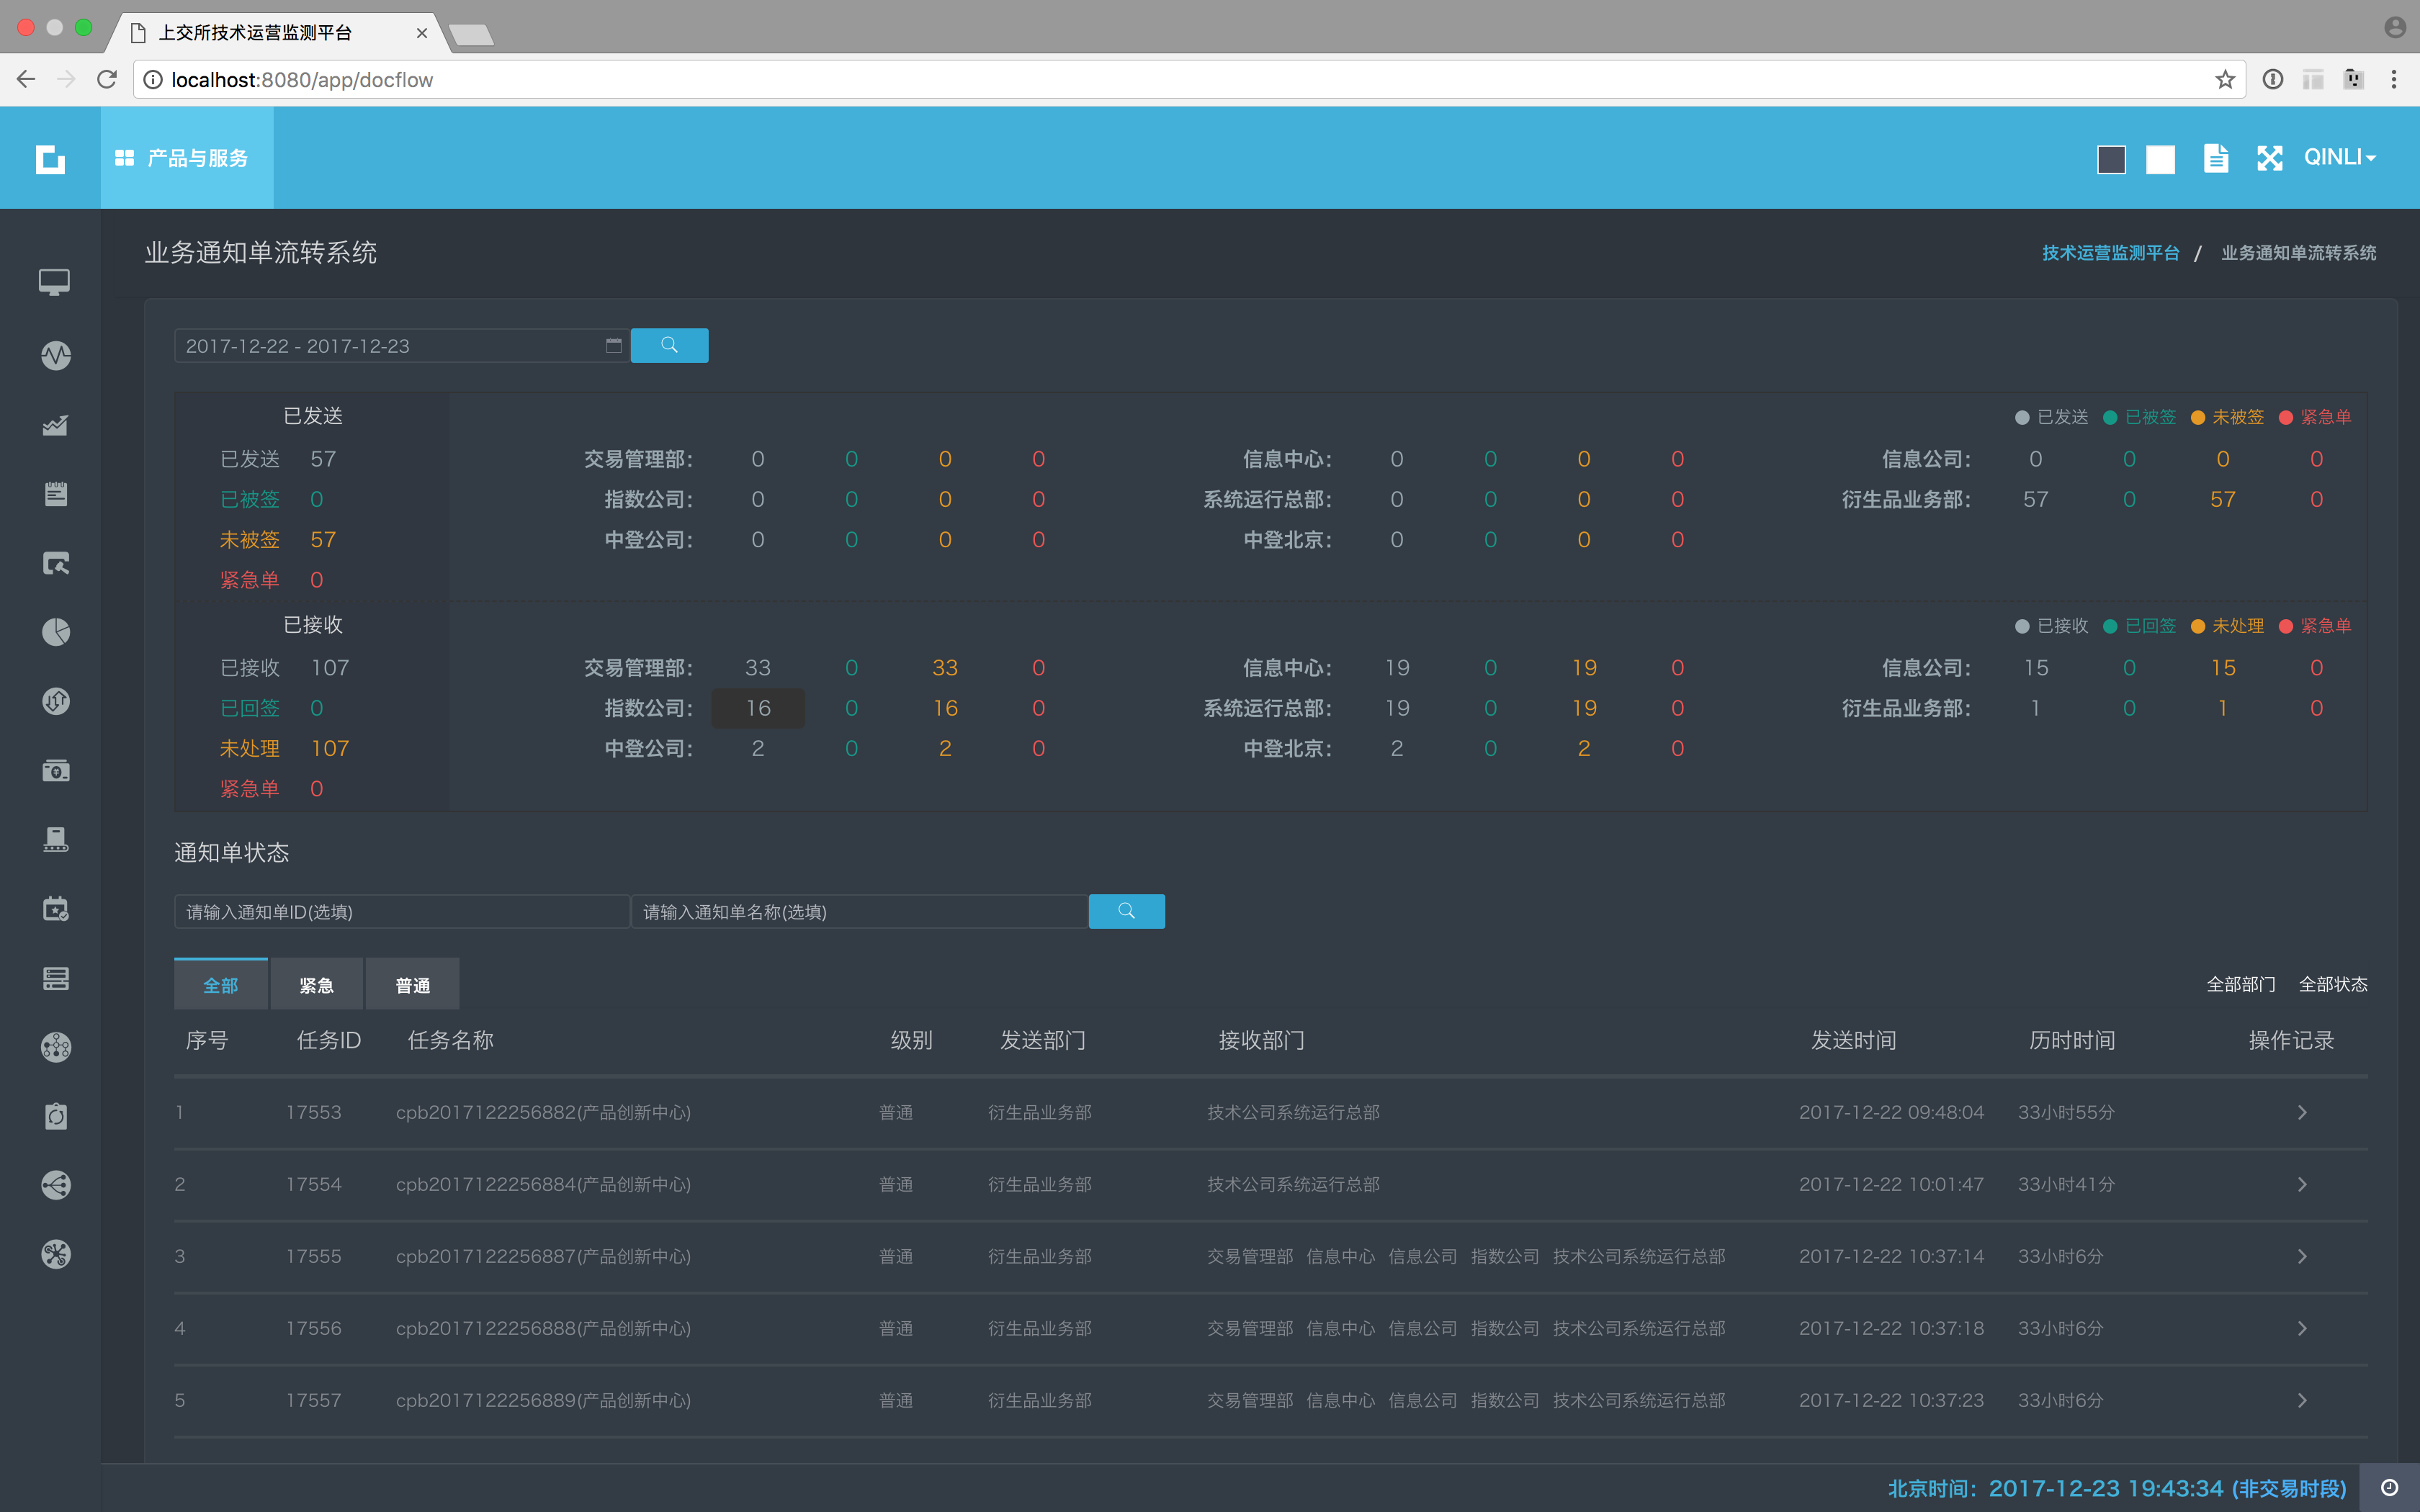 上交所技术运营监测平台
localhost:8080/app/docflow
产品与服务 QINLI
业务通知单流转系统 技术运营监测平台 / 业务通知单流转系统
2017-12-22 - 2017-12-23
已发送 已发送 已被签 未被签 紧急单
已发送 57 交易管理部: 0 0 0 0 信息中心: 0 0 0 0 信息公司: 0 0 0 0
已被签 0 指数公司: 0 0 0 0 系统运行总部: 0 0 0 0 衍生品业务部: 57 0 57 0
未被签 57 中登公司: 0 0 0 0 中登北京: 0 0 0 0
紧急单 0
已接收 已接收 已回签 未处理 紧急单
已接收 107 交易管理部: 33 0 33 0 信息中心: 19 0 19 0 信息公司: 15 0 15 0
已回签 0 指数公司: 16 0 16 0 系统运行总部: 19 0 19 0 衍生品业务部: 1 0 1 0
未处理 107 中登公司: 2 0 2 0 中登北京: 2 0 2 0
紧急单 0
通知单状态
请输入通知单ID(选填) 请输入通知单名称(选填)
全部 紧急 普通 全部部门 全部状态
序号 任务ID 任务名称 级别 发送部门 接收部门 发送时间 历时时间 操作记录
1 17553 cpb2017122256882(产品创新中心) 普通 衍生品业务部 技术公司系统运行总部 2017-12-22 09:48:04 33小时55分
2 17554 cpb2017122256884(产品创新中心) 普通 衍生品业务部 技术公司系统运行总部 2017-12-22 10:01:47 33小时41分
3 17555 cpb2017122256887(产品创新中心) 普通 衍生品业务部 交易管理部 信息中心 信息公司 指数公司 技术公司系统运行总部 2017-12-22 10:37:14 33小时6分
4 17556 cpb2017122256888(产品创新中心) 普通 衍生品业务部 交易管理部 信息中心 信息公司 指数公司 技术公司系统运行总部 2017-12-22 10:37:18 33小时6分
5 17557 cpb2017122256889(产品创新中心) 普通 衍生品业务部 交易管理部 信息中心 信息公司 指数公司 技术公司系统运行总部 2017-12-22 10:37:23 33小时6分
北京时间: 2017-12-23 19:43:34 (非交易时段)